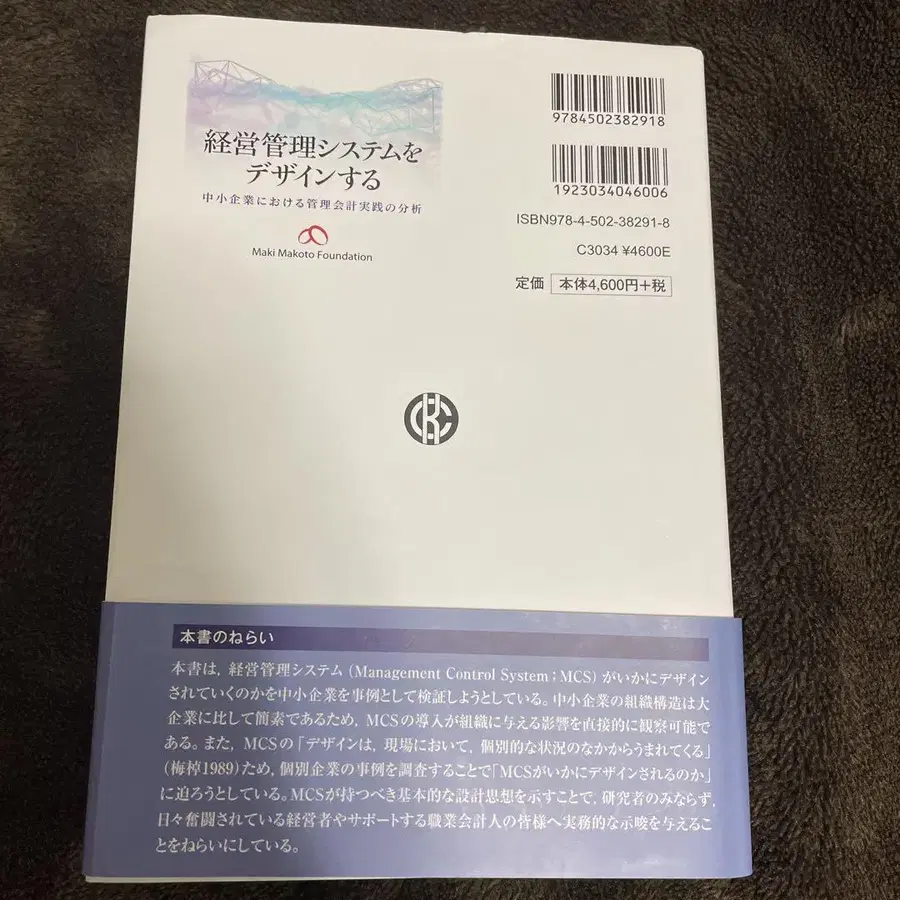 経営管理システムを
デザインする
中小企業における管理会計実践の分析
Maki Makoto Foundation
9784502382918
1923034046006
ISBN978-4-502-38291-8
C3034 ¥4600E
定価 本体4,600円+税
本書のねらい
本書は,経営管理システム(Management Control System;MCS)がいかにデザイン
されていくのかを中小企業を事例として検証しようとしている。中小企業の組織構造は大
企業に比して簡素であるため,MCSの導入が組織に与える影響を直接的に観察可能で
ある。また,MCSの「デザインは,現場において,個別的な状況のなかからうまれてくる」
(梅棹1989)ため,個別企業の事例を調査することで「MCSがいかにデザインされるのか」
に迫ろうとしている。MCSが持つべき基本的な設計思想を示すことで,研究者のみならず,
日々奮闘されている経営者やサポートする職業会計人の皆様へ実務的な示唆を与えるこ
とをねらいにしている。